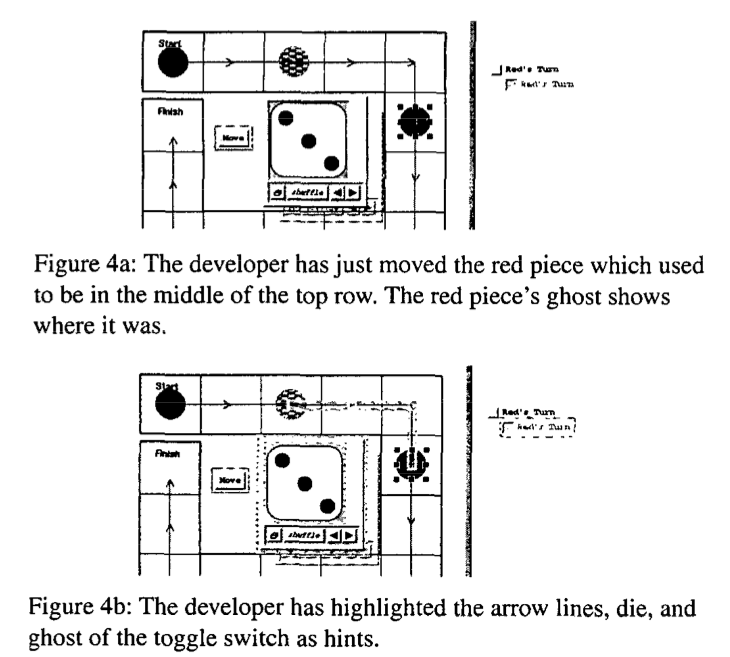 Start
Red's Turn
Red's Turn
Finish
Move
shuffle
Figure 4a: The developer has just moved the red piece which used
to be in the middle of the top row. The red piece's ghost shows
where it was.
Start
Red's Turn
Red's Turn
Finish
Move
shuffle
Figure 4b: The developer has highlighted the arrow lines, die, and
ghost of the toggle switch as hints.